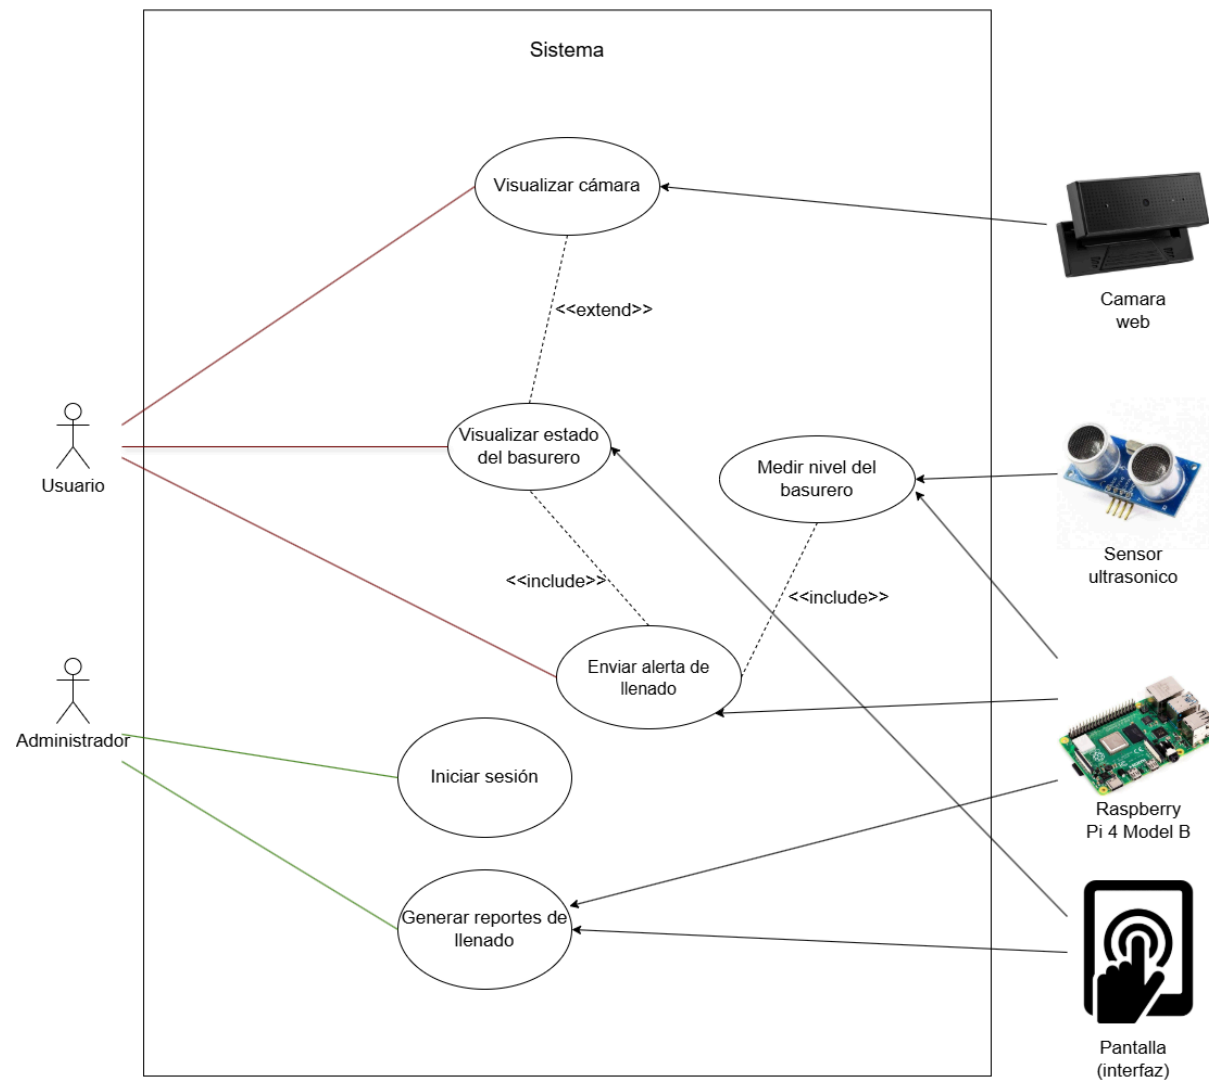 Sistema
Visualizar cámara
<<extend>>
Camara
web
Usuario
Visualizar estado
del basurero
Medir nivel del
basurero
Sensor
ultrasonico
<<include>>
<<include>>
Enviar alerta de
llenado
Administrador
Iniciar sesión
Raspberry
Pi 4 Model B
Generar reportes de
llenado
Pantalla
(interfaz)